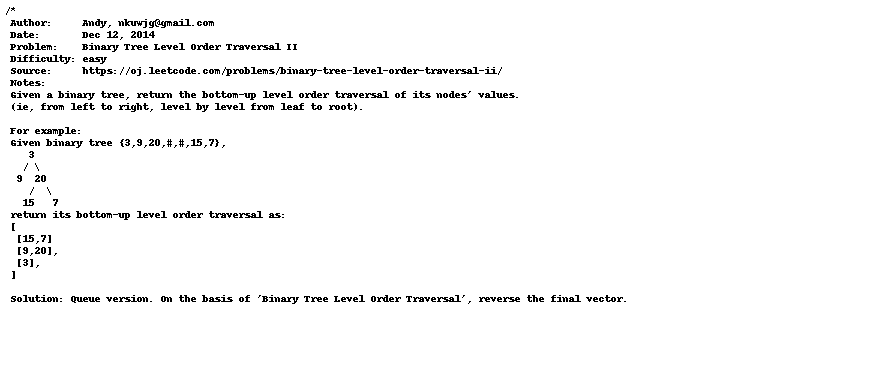 /*
 Author:     Andy, nkuwjg@gmail.com
 Date:       Dec 12, 2014
 Problem:    Binary Tree Level Order Traversal II
 Difficulty: easy
 Source:     https://oj.leetcode.com/problems/binary-tree-level-order-traversal-ii/
 Notes:
 Given a binary tree, return the bottom-up level order traversal of its nodes' values.
 (ie, from left to right, level by level from leaf to root).

 For example:
 Given binary tree {3,9,20,#,#,15,7},
    3
   / \
  9  20
    /  \
   15   7
 return its bottom-up level order traversal as:
 [
  [15,7]
  [9,20],
  [3],
 ]

 Solution: Queue version. On the basis of 'Binary Tree Level Order Traversal', reverse the final vector.